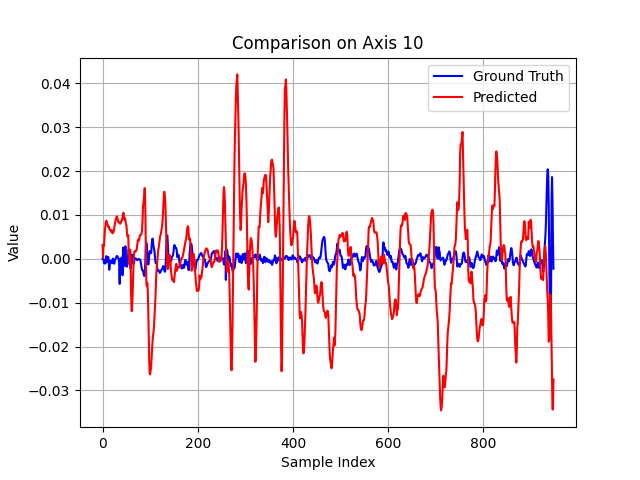 Comparison on Axis 10
Ground Truth
Predicted
0.04
0.03
0.02
0.01
0.00
−0.01
−0.02
−0.03
Value
0
200
400
600
800
Sample Index